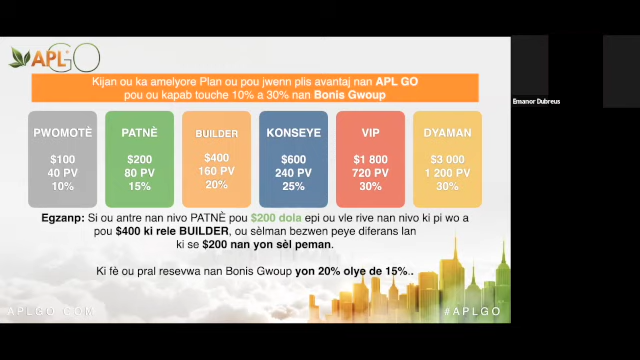 APL GO
Kijan ou ka amelyore Plan ou pou jwenn plis avantaj nan APL GO
pou ou kapab touche 10% a 30% nan Bonis Gwoup
PWOMOTÈ
$100
40 PV
10%
PATNÈ
$200
80 PV
15%
BUILDER
$400
160 PV
20%
KONSEYE
$600
240 PV
25%
VIP
$1 800
720 PV
30%
DYAMAN
$3 000
1 200 PV
30%
Egzanp: Si ou antre nan nivo PATNÈ pou $200 dola epi ou vle rive nan nivo ki pi wo a
pou $400 ki rele BUILDER, ou sèlman bezwen peye diferans lan
ki se $200 nan yon sèl peman.
Ki fè ou pral resevwa nan Bonis Gwoup yon 20% olye de 15%..
APLGO.COM
#APLGO
Emanor Dubreus